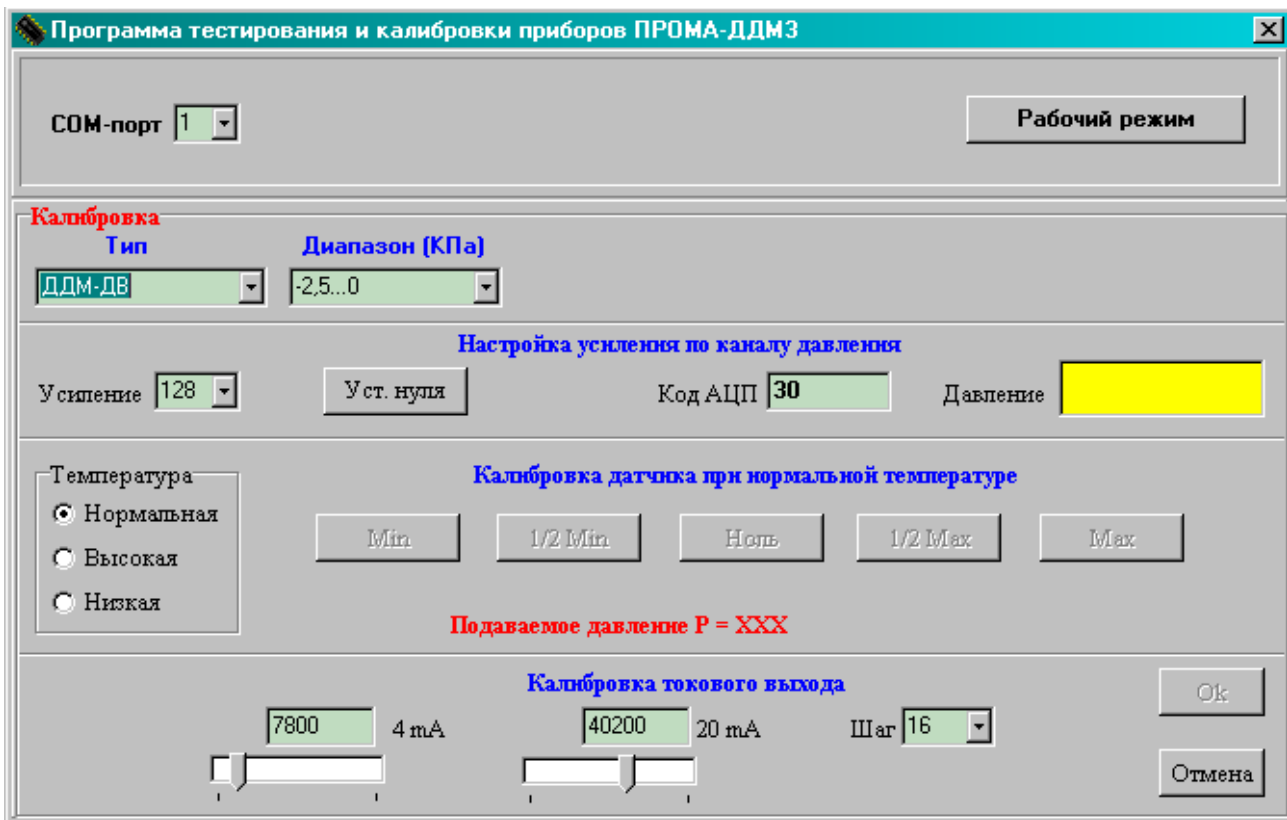 Программа тестирования и калибровки приборов ПРОМА-ДДМЗ
COM-порт 1
Рабочий режим
Калибровка
Тип Диапазон (КПа)
ДДМ-ДВ -2,5...0
Настройка усиления по каналу давления
Усиление 128 Уст. нуля Код АЦП 30 Давление
Температура
Калибровка датчика при нормальной температуре
Нормальная
Высокая
Низкая
Min 1/2 Min Ноль 1/2 Max Max
Подаваемое давление P = XXX
Калибровка токового выхода
7800 4 mA 40200 20 mA Шаг 16
Ok
Отмена